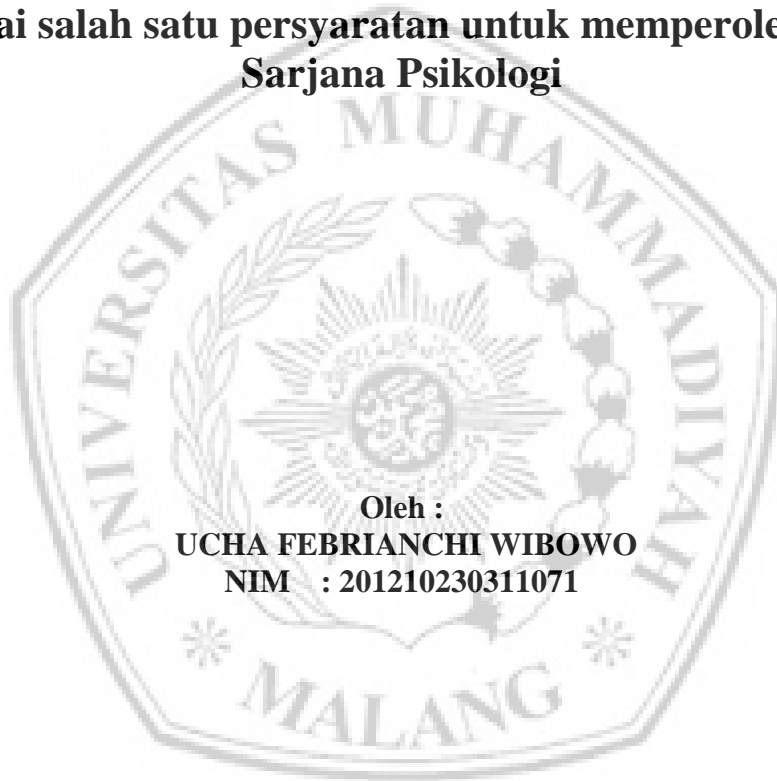 ai salah satu persyaratan untuk memperole
Sarjana Psikologi
UNIVERSITAS MUHAMMADIYAH
Oleh :
UCHA FEBRIANCHI WIBOWO
NIM : 201210230311071
MALANG